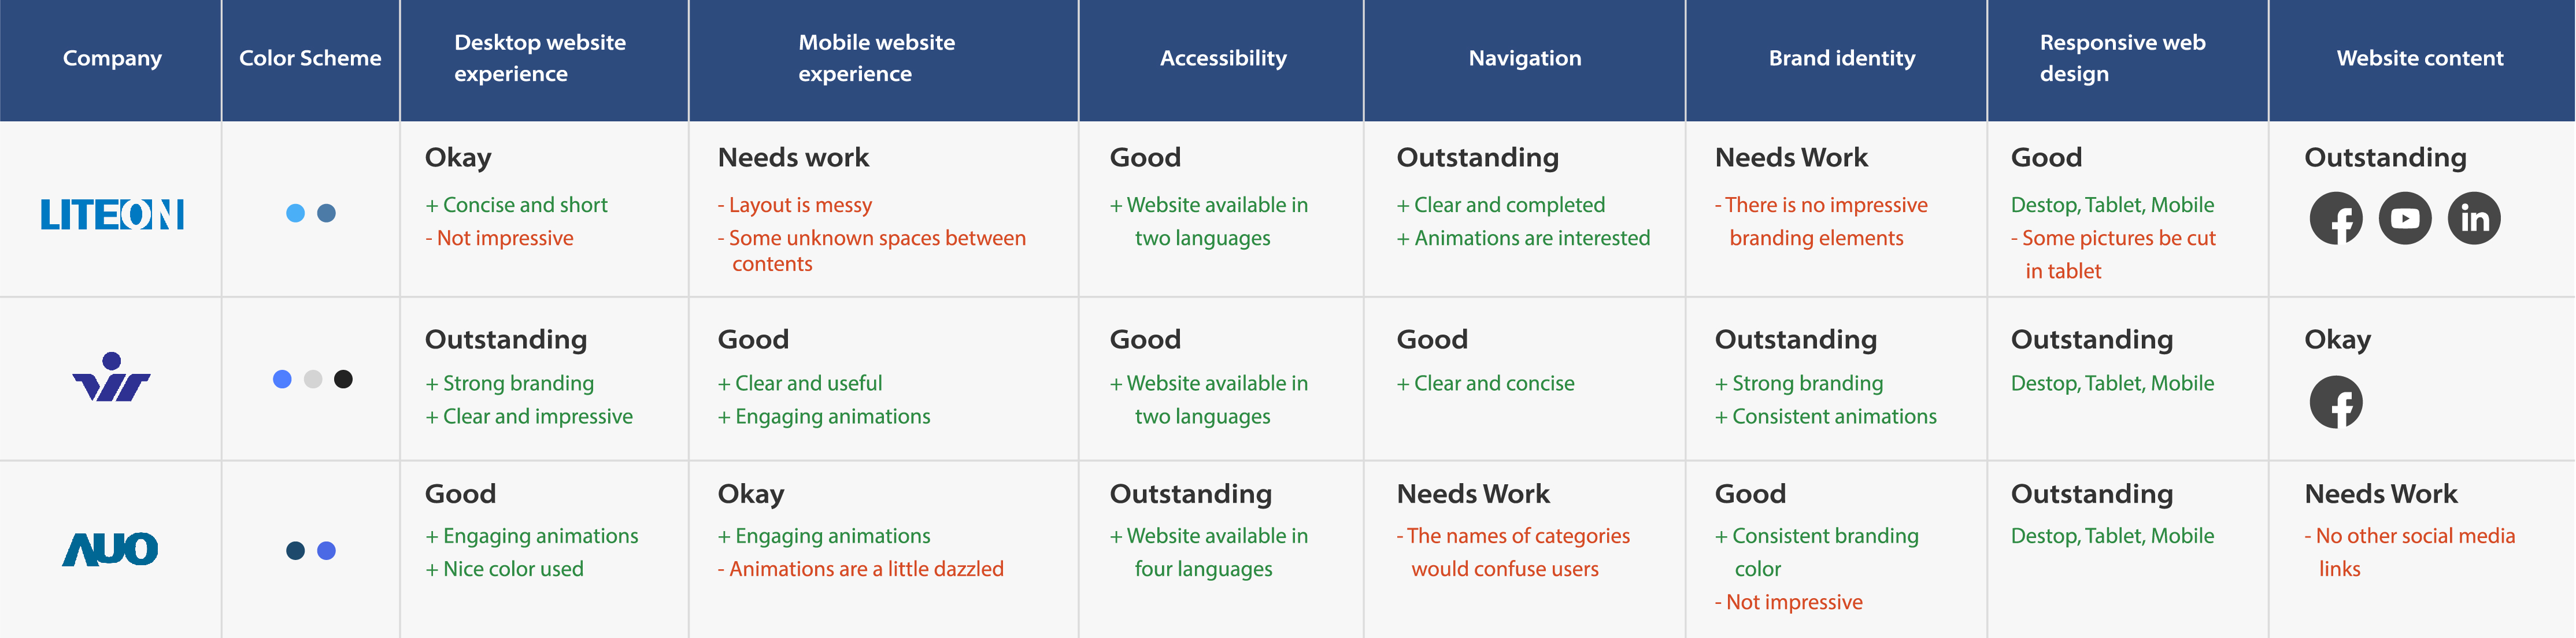 Company
Color Scheme
Desktop website
experience
Mobile website
experience
Accessibility
Navigation
Brand identity
Responsive web
design
Website content
LITEON
Okay
+ Concise and short
- Not impressive
Needs work
- Layout is messy
- Some unknown spaces between
contents
Good
+ Website available in
two languages
Outstanding
+ Clear and completed
+ Animations are interested
Needs Work
- There is no impressive
branding elements
Good
Destop, Tablet, Mobile
- Some pictures be cut
in tablet
Outstanding
in
Outstanding
+ Strong branding
+ Clear and impressive
Good
+ Clear and useful
+ Engaging animations
Good
+ Website available in
two languages
Good
+ Clear and concise
Outstanding
+ Strong branding
+ Consistent animations
Outstanding
Destop, Tablet, Mobile
Okay
AUO
Good
+ Engaging animations
+ Nice color used
Okay
+ Engaging animations
- Animations are a little dazzled
Outstanding
+ Website available in
four languages
Needs Work
- The names of categories
would confuse users
Good
+ Consistent branding
color
- Not impressive
Outstanding
Destop, Tablet, Mobile
Needs Work
- No other social media
links